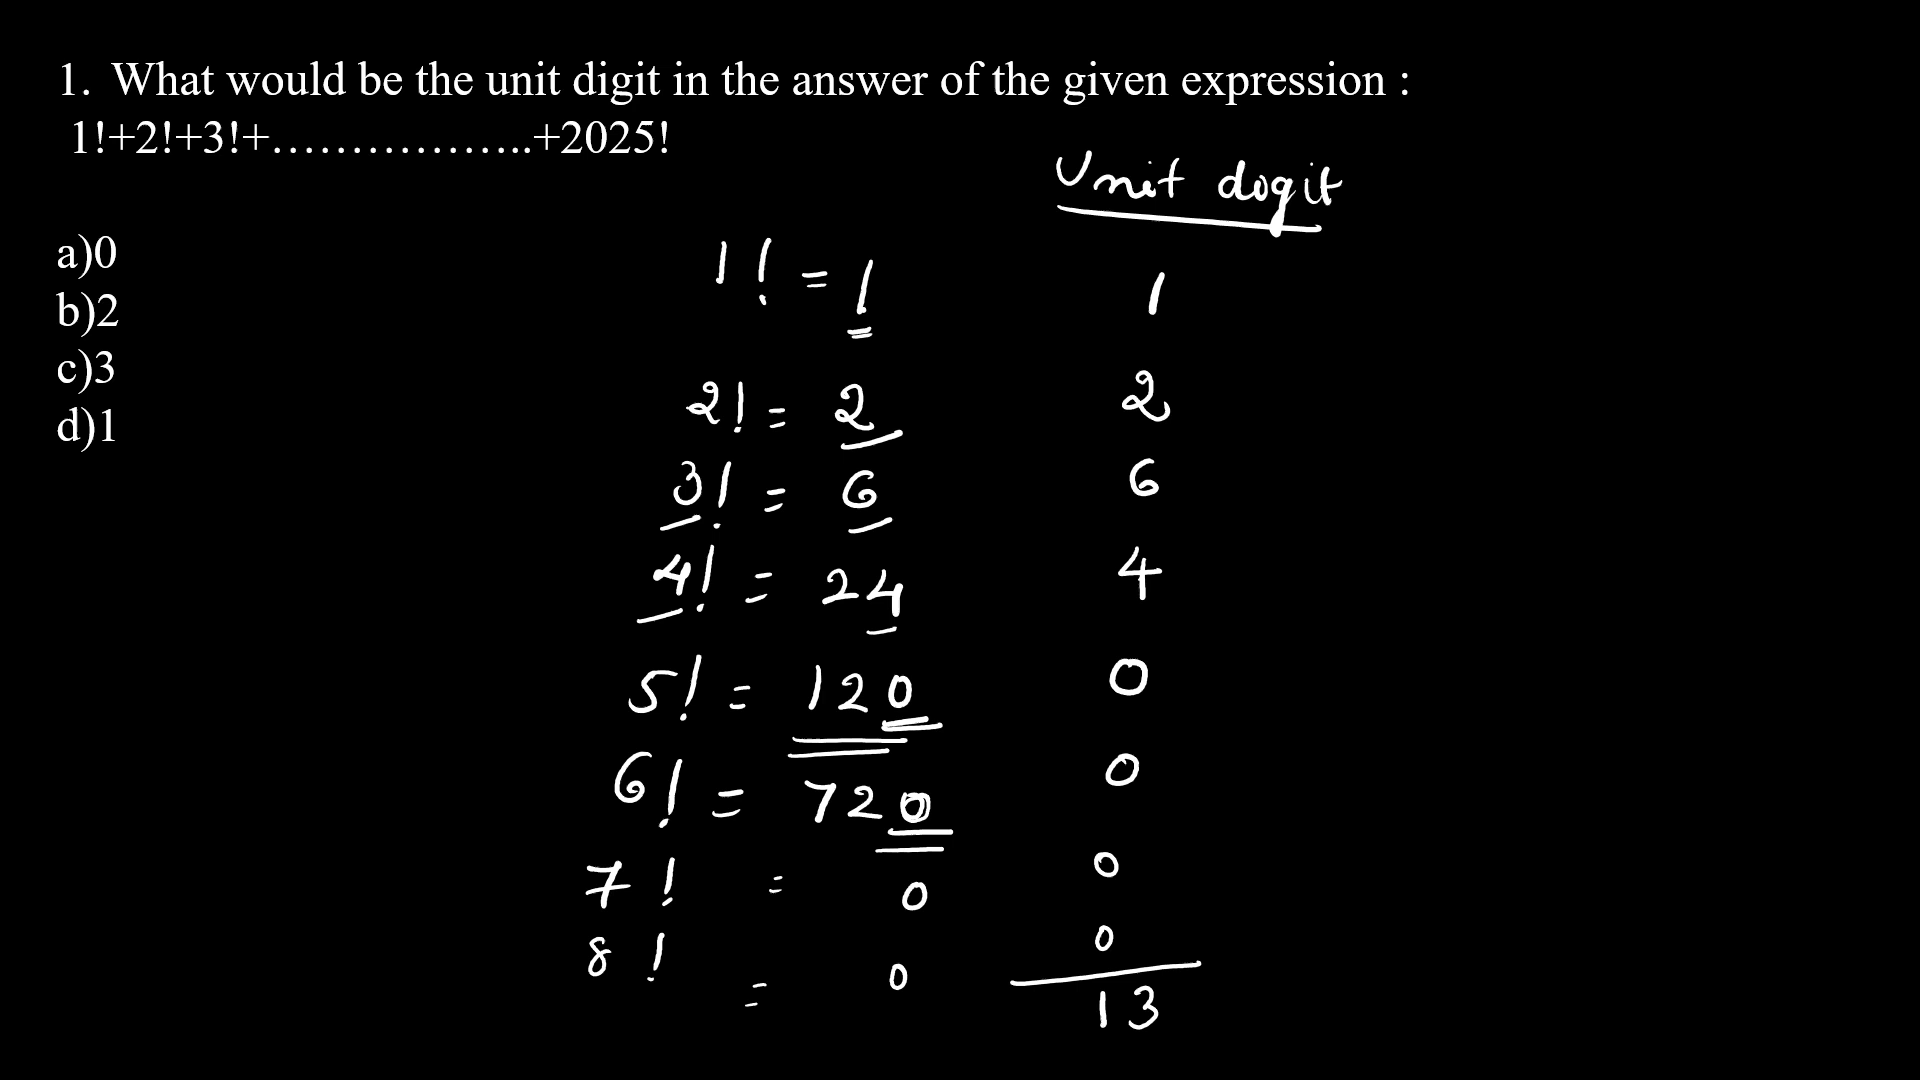 1. What would be the unit digit in the answer of the given expression :
1!+2!+3!+……………..+2025!
Unit dogit
a)0
b)2
c)3
d)1
1! = 1 1
2! = 2 2
3! = 6 6
4! = 24 4
5! = 120 0
6! = 720 0
7! = 0 0
8! = 0 0
13